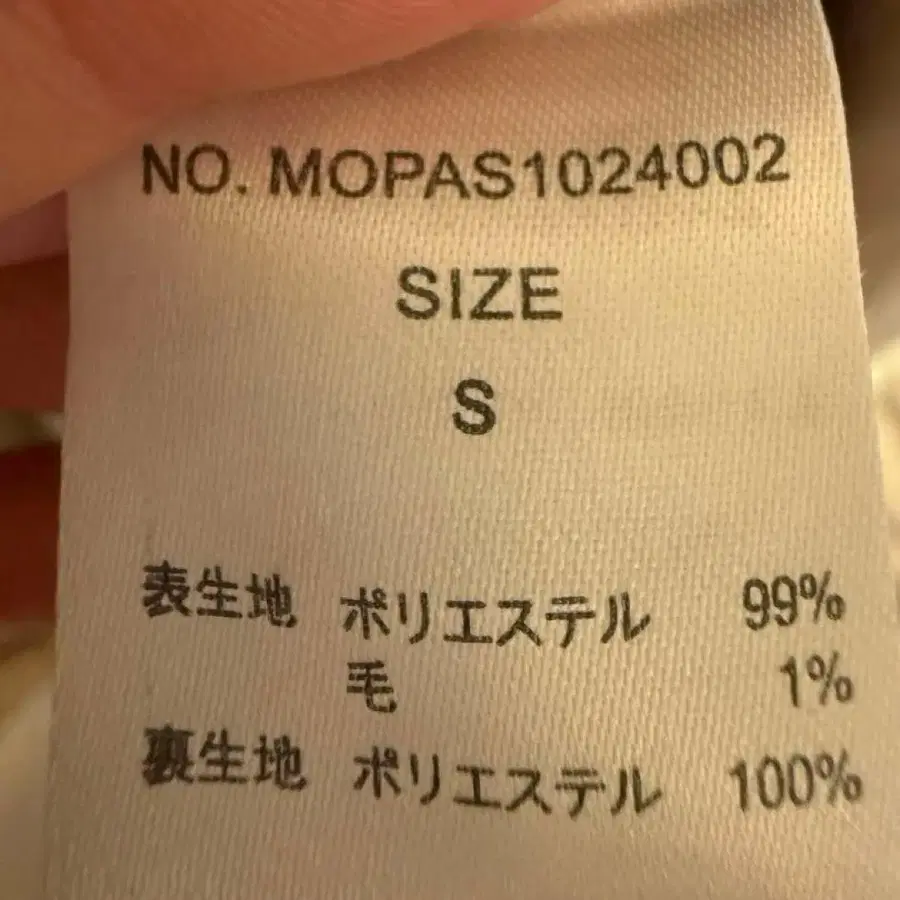 NO. MOPAS1024002
SIZE
S
表生地 ポリエステル 99%
毛 1%
裏生地 ポリエステル 100%